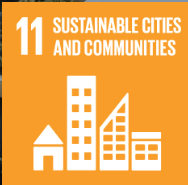 11 SUSTAINABLE CITIES
AND COMMUNITIES